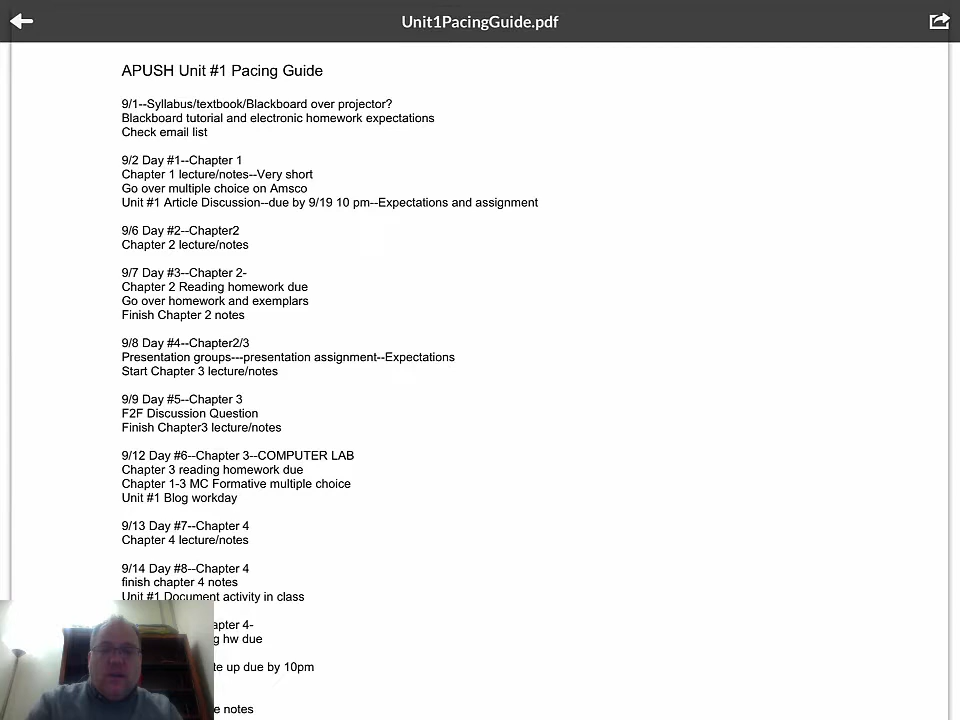 Unit1PacingGuide.pdf
APUSH Unit #1 Pacing Guide
9/1--Syllabus/textbook/Blackboard over projector?
Blackboard tutorial and electronic homework expectations
Check email list
9/2 Day #1--Chapter 1
Chapter 1 lecture/notes--Very short
Go over multiple choice on Amsco
Unit #1 Article Discussion--due by 9/19 10 pm--Expectations and assignment
9/6 Day #2--Chapter2
Chapter 2 lecture/notes
9/7 Day #3--Chapter 2-
Chapter 2 Reading homework due
Go over homework and exemplars
Finish Chapter 2 notes
9/8 Day #4--Chapter2/3
Presentation groups---presentation assignment--Expectations
Start Chapter 3 lecture/notes
9/9 Day #5--Chapter 3
F2F Discussion Question
Finish Chapter3 lecture/notes
9/12 Day #6--Chapter 3--COMPUTER LAB
Chapter 3 reading homework due
Chapter 1-3 MC Formative multiple choice
Unit #1 Blog workday
9/13 Day #7--Chapter 4
Chapter 4 lecture/notes
9/14 Day #8--Chapter 4
finish chapter 4 notes
Unit #1 Document activity in class
apter 4-
g hw due
te up due by 10pm
e notes